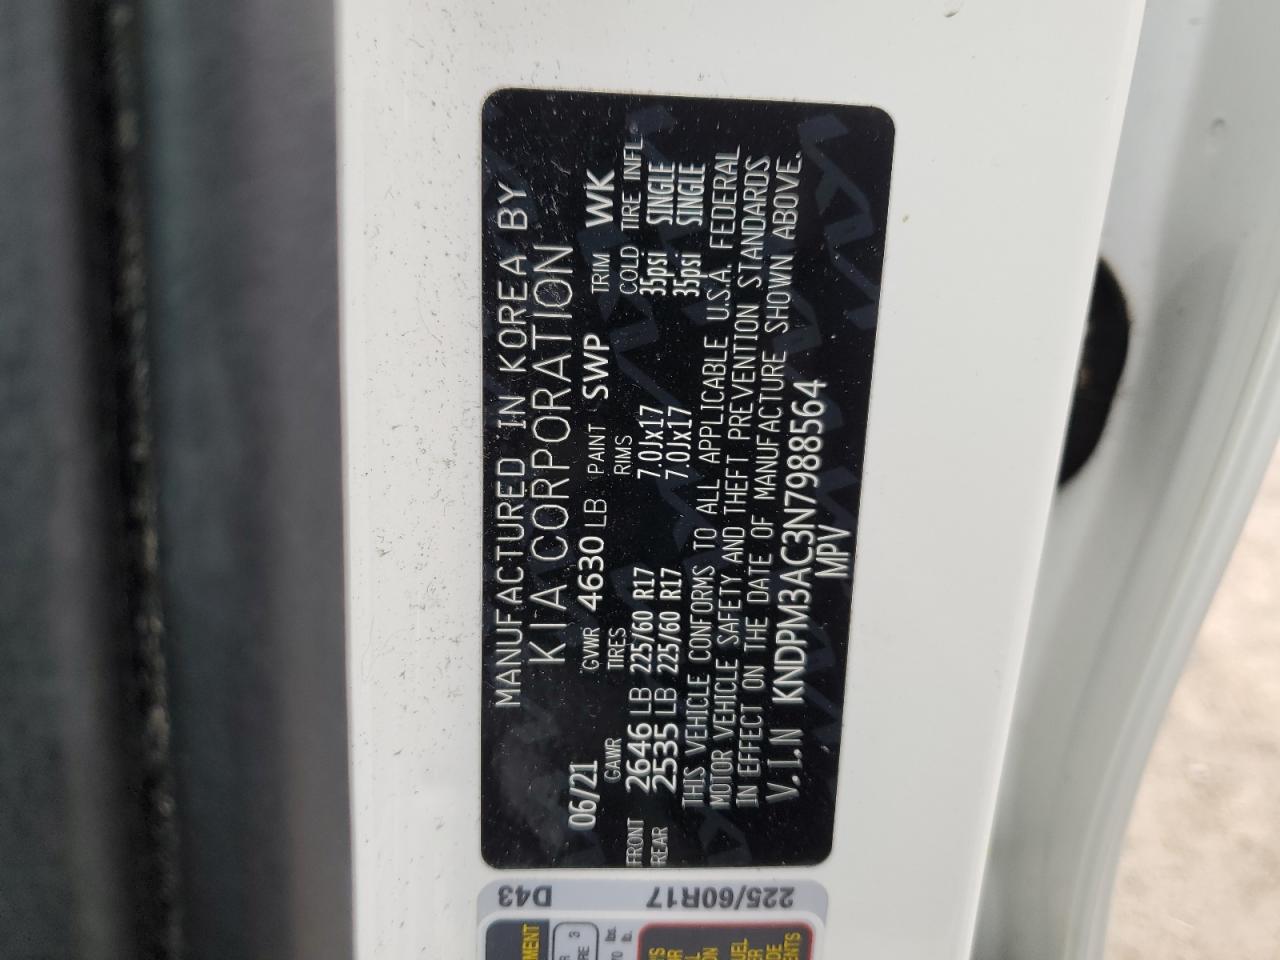 MANUFACTURED IN KOREA BY
KIA CORPORATION
06/21 GVWR 4630 LB PAINT SWP TRIM WK
GAWR TIRES RIMS COLD TIRE INFL
FRONT 2646 LB 225/60 R17 7.0Jx17 35psi SINGLE
REAR 2535 LB 225/60 R17 7.0Jx17 35psi SINGLE
THIS VEHICLE CONFORMS TO ALL APPLICABLE U.S.A. FEDERAL
MOTOR VEHICLE SAFETY AND THEFT PREVENTION STANDARDS
IN EFFECT ON THE DATE OF MANUFACTURE SHOWN ABOVE.
V.I.N KNDPM3AC3N7988564
MPV
D43
225/60R17